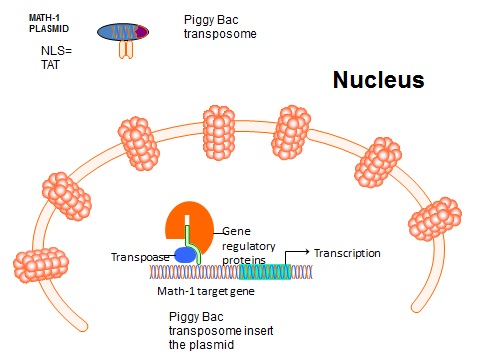 MATH-1
PLASMID
NLS=
TAT
Piggy Bac
transposome
Nucleus
Gene
regulatory
proteins
Transpoase
Transcription
Math-1 target gene
Piggy Bac
transposome insert
the plasmid